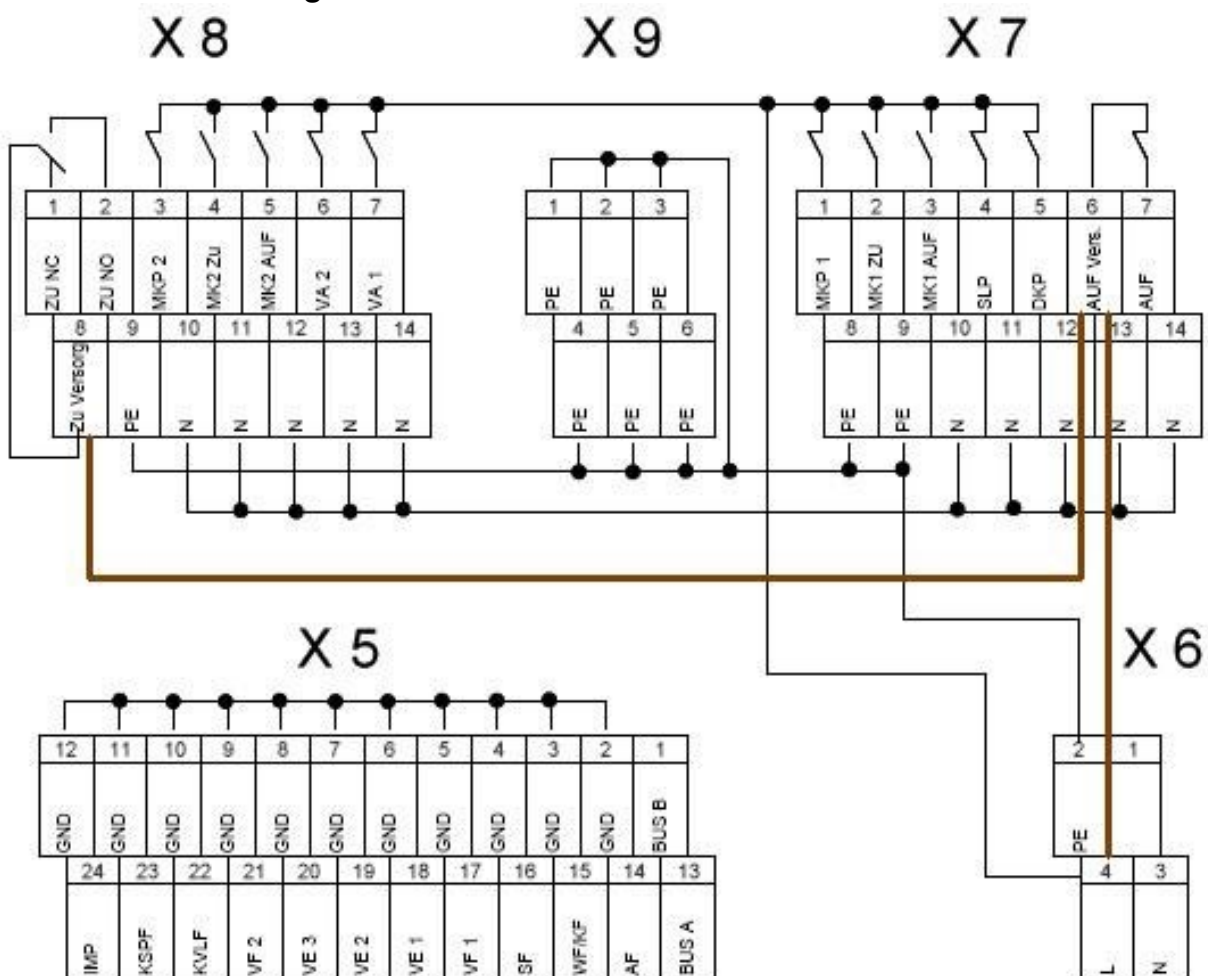 X 8 X 9 X 7
1 2 3 4 5 6 7
ZU NC ZU NO MKP 2 MK2 Zu MK2 AUF VA 2 VA 1
8 9 10 11 12 13 14
Zu Versorg PE N N N N N
1 2 3
PE PE PE
4 5 6
PE PE PE
1 2 3 4 5 6 7
MKP 1 MK1 ZU MK1 AUF SLP DKP AUF Vers. AUF
8 9 10 11 12 13 14
PE PE N N N N N
X 5 X 6
12 11 10 9 8 7 6 5 4 3 2 1
GND GND GND GND GND GND GND GND GND GND GND BUS B
24 23 22 21 20 19 18 17 16 15 14 13
IMP KSPF KVLF VF 2 VE 3 VE 2 VE 1 VF 1 SF WF/KF AF BUS A
2 1
PE
4 3
L N